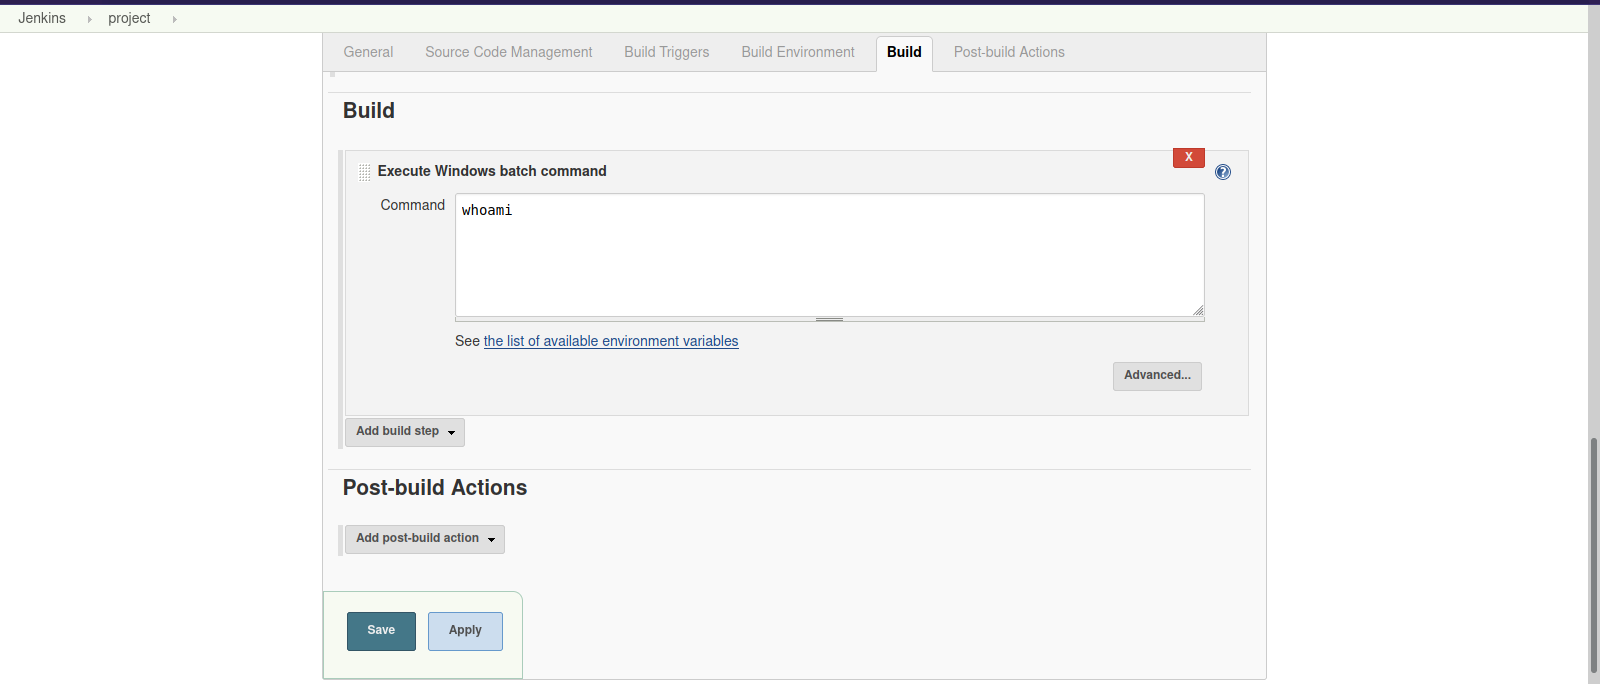 Jenkins project
General Source Code Management Build Triggers Build Environment Build Post-build Actions
Build
X
Execute Windows batch command
?
Command whoami
See the list of available environment variables
Advanced...
Add build step
Post-build Actions
Add post-build action
Save Apply